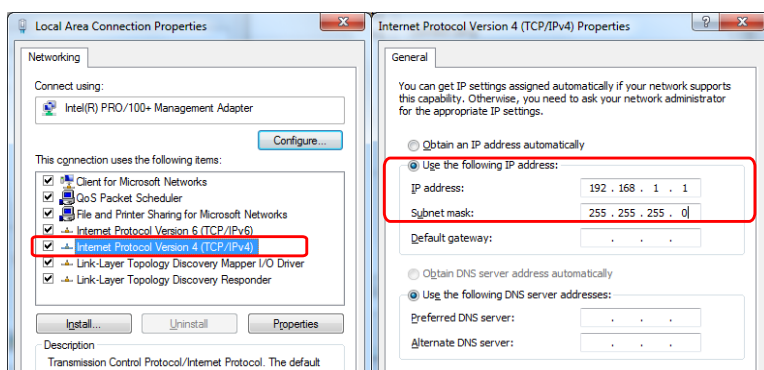 Local Area Connection Properties
Networking
Connect using:
Intel(R) PRO/100+ Management Adapter
Configure...
This connection uses the following items:
Client for Microsoft Networks
QoS Packet Scheduler
File and Printer Sharing for Microsoft Networks
Internet Protocol Version 6 (TCP/IPv6)
Internet Protocol Version 4 (TCP/IPv4)
Link-Layer Topology Discovery Mapper I/O Driver
Link-Layer Topology Discovery Responder
Install...
Uninstall
Properties
Description
Transmission Control Protocol/Internet Protocol. The default
Internet Protocol Version 4 (TCP/IPv4) Properties
General
You can get IP settings assigned automatically if your network supports
this capability. Otherwise, you need to ask your network administrator
for the appropriate IP settings.
Obtain an IP address automatically
Use the following IP address:
IP address: 192 . 168 . 1 . 1
Subnet mask: 255 . 255 . 255 . 0
Default gateway: . . .
Obtain DNS server address automatically
Use the following DNS server addresses:
Preferred DNS server: . . .
Alternate DNS server: . . .